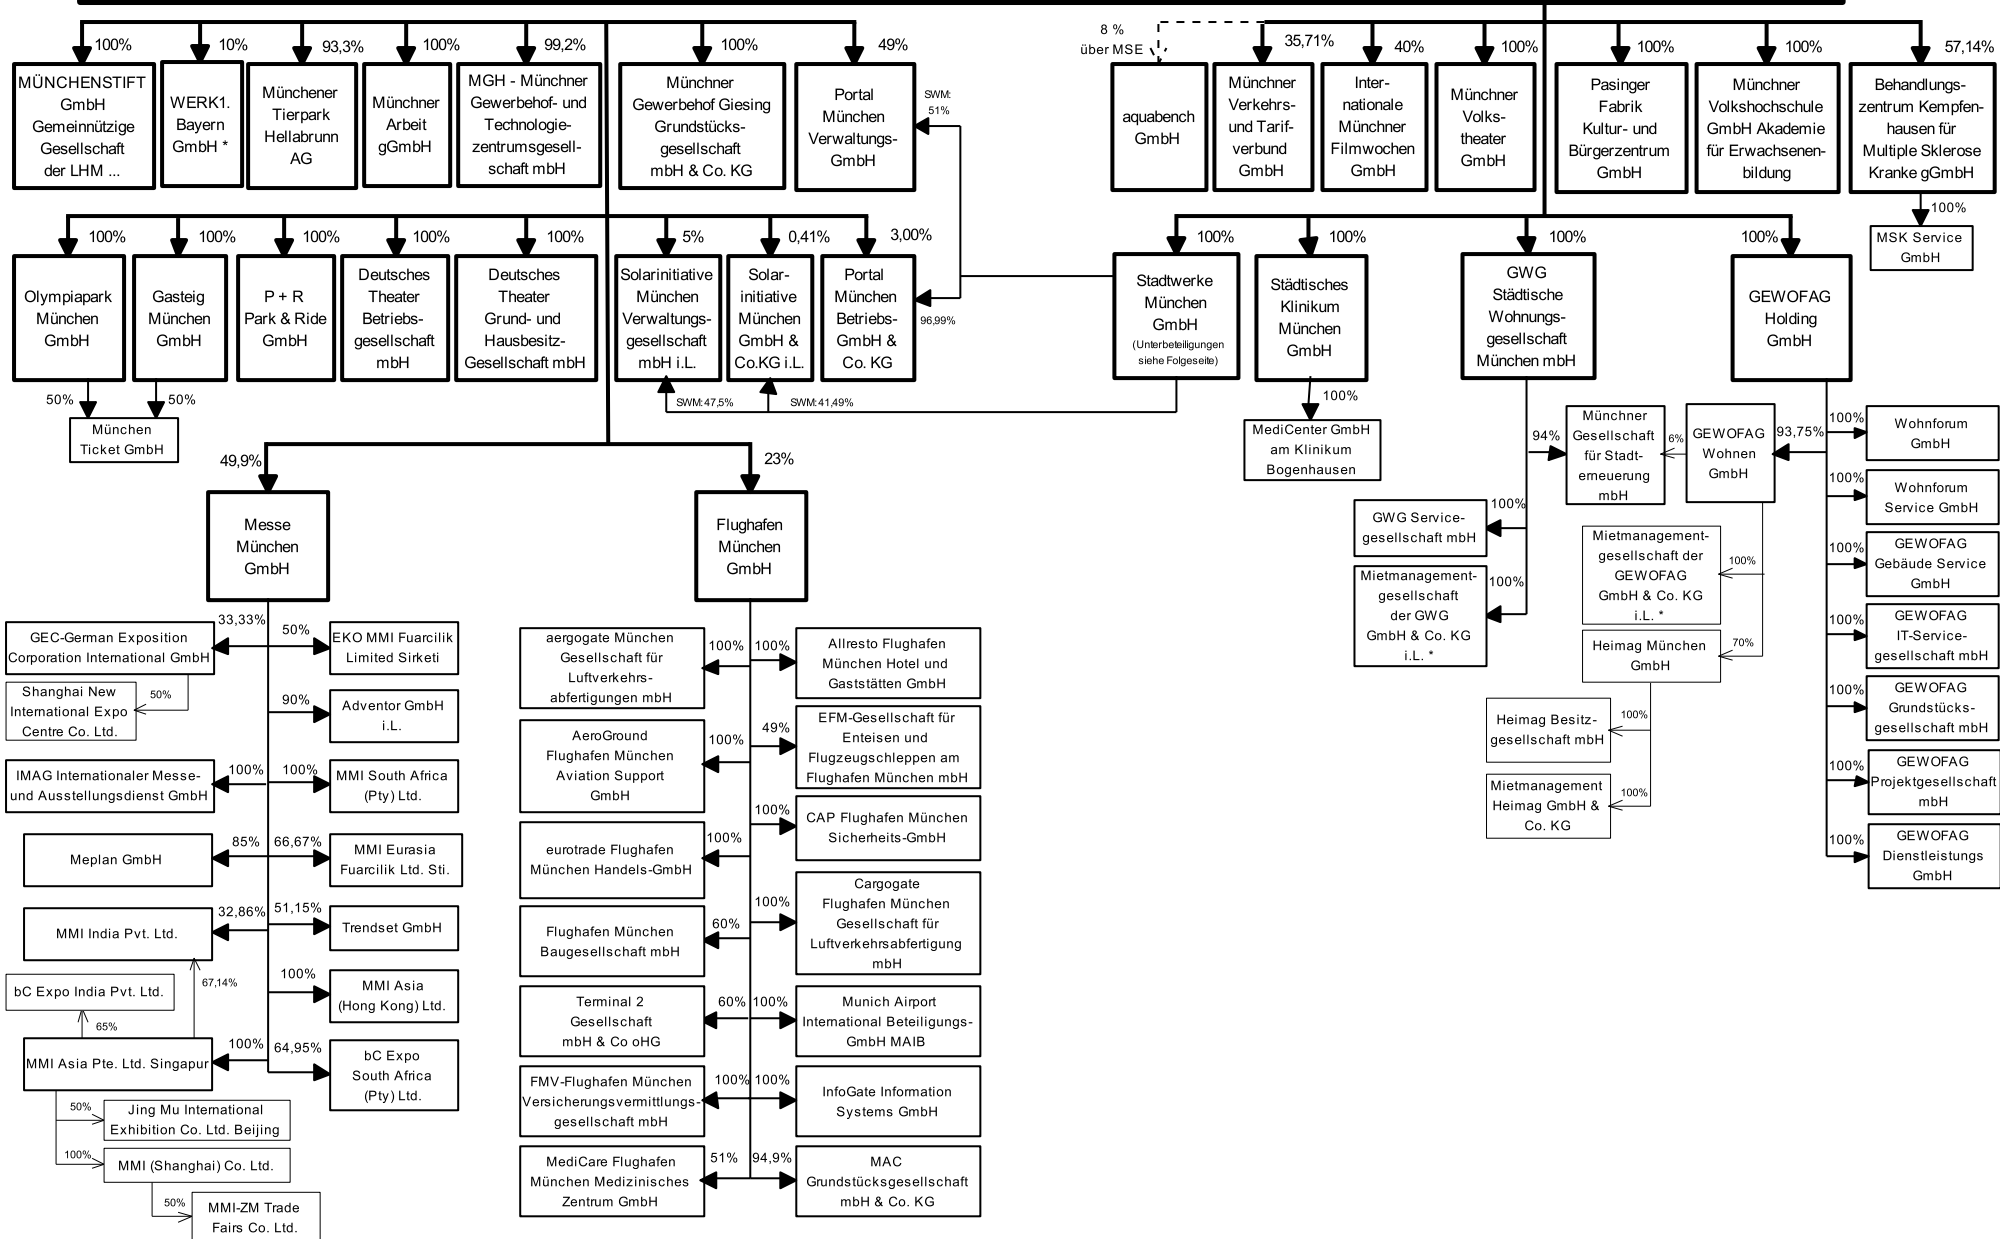 100%
10%
93,3%
100%
99,2%
100%
49%
MÜNCHENSTIFT
GmbH
Gemeinnützige
Gesellschaft
der LHM ...
WERK1.
Bayern
GmbH *
Münchener
Tierpark
Hellabrunn
AG
Münchner
Arbeit
gGmbH
MGH - Münchner
Gewerbehof- und
Technologie-
zentrumsgesell-
schaft mbH
Münchner
Gewerbehof Giesing
Grundstücks-
gesellschaft
mbH & Co. KG
Portal
München
Verwaltungs-
GmbH
SWM:
51%
8 %
über MSE
35,71%
40%
100%
100%
100%
57,14%
aquabench
GmbH
Münchner
Verkehrs-
und Tarif-
verbund
GmbH
Inter-
nationale
Münchner
Filmwochen
GmbH
Münchner
Volks-
theater
GmbH
Pasinger
Fabrik
Kultur- und
Bürgerzentrum
GmbH
Münchner
Volkshochschule
GmbH Akademie
für Erwachsenen-
bildung
Behandlungs-
zentrum Kempfen-
hausen für
Multiple Sklerose
Kranke gGmbH
100%
MSK Service
GmbH
100%
100%
100%
100%
100%
5%
0,41%
3,00%
Olympiapark
München
GmbH
Gasteig
München
GmbH
P + R
Park & Ride
GmbH
Deutsches
Theater
Betriebs-
gesellschaft
mbH
Deutsches
Theater
Grund- und
Hausbesitz-
Gesellschaft mbH
Solarinitiative
München
Verwaltungs-
gesellschaft
mbH i.L.
Solar-
initiative
München
GmbH &
Co.KG i.L.
Portal
München
Betriebs-
GmbH &
Co. KG
96,99%
50%
50%
München
Ticket GmbH
SWM: 47,5%
SWM: 41,49%
100%
100%
100%
100%
Stadtwerke
München
GmbH
(Unterbeteiligungen
siehe Folgeseite)
Städtisches
Klinikum
München
GmbH
GWG
Städtische
Wohnungs-
gesellschaft
München mbH
GEWOFAG
Holding
GmbH
100%
MediCenter GmbH
am Klinikum
Bogenhausen
94%
Münchner
Gesellschaft
für Stadt-
erneuerung
mbH
6%
GEWOFAG
Wohnen
GmbH
93,75%
100%
GWG Service-
gesellschaft mbH
100%
Mietmanagement-
gesellschaft
der GWG
GmbH & Co. KG
i.L. *
Mietmanagement-
gesellschaft der
GEWOFAG
GmbH & Co. KG
i.L. *
100%
Heimag München
GmbH
70%
Heimag Besitz-
gesellschaft mbH
100%
Mietmanagement
Heimag GmbH &
Co. KG
100%
100%
Wohnforum
GmbH
100%
Wohnforum
Service GmbH
100%
GEWOFAG
Gebäude Service
GmbH
100%
GEWOFAG
IT-Service-
gesellschaft mbH
100%
GEWOFAG
Grundstücks-
gesellschaft mbH
100%
GEWOFAG
Projektgesellschaft
mbH
100%
GEWOFAG
Dienstleistungs
GmbH
49,9%
23%
Messe
München
GmbH
Flughafen
München
GmbH
33,33%
GEC-German Exposition
Corporation International GmbH
50%
Shanghai New
International Expo
Centre Co. Ltd.
100%
IMAG Internationaler Messe-
und Ausstellungsdienst GmbH
85%
Meplan GmbH
32,86%
MMI India Pvt. Ltd.
67,14%
bC Expo India Pvt. Ltd.
65%
100%
MMI Asia Pte. Ltd. Singapur
50%
Jing Mu International
Exhibition Co. Ltd. Beijing
100%
MMI (Shanghai) Co. Ltd.
50%
MMI-ZM Trade
Fairs Co. Ltd.
50%
EKO MMI Fuarcilik
Limited Sirketi
90%
Adventor GmbH
i.L.
100%
MMI South Africa
(Pty) Ltd.
66,67%
MMI Eurasia
Fuarcilik Ltd. Sti.
51,15%
Trendset GmbH
100%
MMI Asia
(Hong Kong) Ltd.
64,95%
bC Expo
South Africa
(Pty) Ltd.
100%
aergogate München
Gesellschaft für
Luftverkehrs-
abfertigungen mbH
100%
AeroGround
Flughafen München
Aviation Support
GmbH
100%
eurotrade Flughafen
München Handels-GmbH
60%
Flughafen München
Baugesellschaft mbH
60%
Terminal 2
Gesellschaft
mbH & Co oHG
100%
FMV-Flughafen München
Versicherungsvermittlungs-
gesellschaft mbH
51%
MediCare Flughafen
München Medizinisches
Zentrum GmbH
100%
Allresto Flughafen
München Hotel und
Gaststätten GmbH
49%
EFM-Gesellschaft für
Enteisen und
Flugzeugschleppen am
Flughafen München mbH
100%
CAP Flughafen München
Sicherheits-GmbH
100%
Cargogate
Flughafen München
Gesellschaft für
Luftverkehrsabfertigung
mbH
100%
Munich Airport
International Beteiligungs-
GmbH MAIB
100%
InfoGate Information
Systems GmbH
94,9%
MAC
Grundstücksgesellschaft
mbH & Co. KG